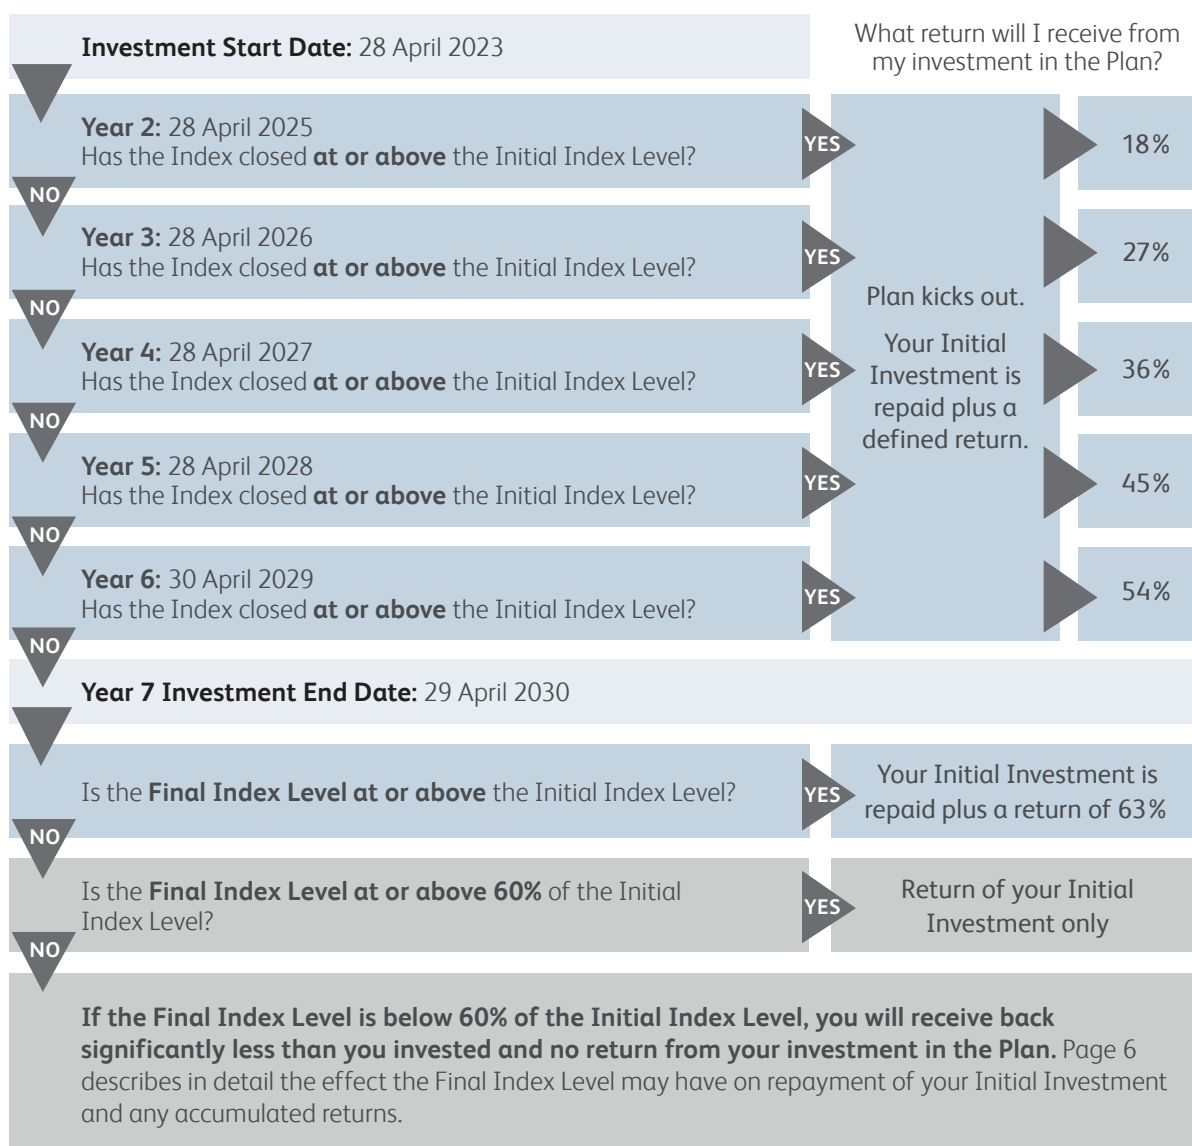 Investment Start Date: 28 April 2023
What return will I receive from
my investment in the Plan?
Year 2: 28 April 2025
Has the Index closed at or above the Initial Index Level?
YES
18%
NO
Year 3: 28 April 2026
Has the Index closed at or above the Initial Index Level?
YES
27%
NO
Year 4: 28 April 2027
Has the Index closed at or above the Initial Index Level?
YES
36%
NO
Year 5: 28 April 2028
Has the Index closed at or above the Initial Index Level?
YES
45%
NO
Year 6: 30 April 2029
Has the Index closed at or above the Initial Index Level?
YES
54%
Plan kicks out.
Your Initial
Investment is
repaid plus a
defined return.
NO
Year 7 Investment End Date: 29 April 2030
Is the Final Index Level at or above the Initial Index Level?
YES
Your Initial Investment is
repaid plus a return of 63%
NO
Is the Final Index Level at or above 60% of the Initial
Index Level?
YES
Return of your Initial
Investment only
NO
If the Final Index Level is below 60% of the Initial Index Level, you will receive back
significantly less than you invested and no return from your investment in the Plan. Page 6
describes in detail the effect the Final Index Level may have on repayment of your Initial Investment
and any accumulated returns.